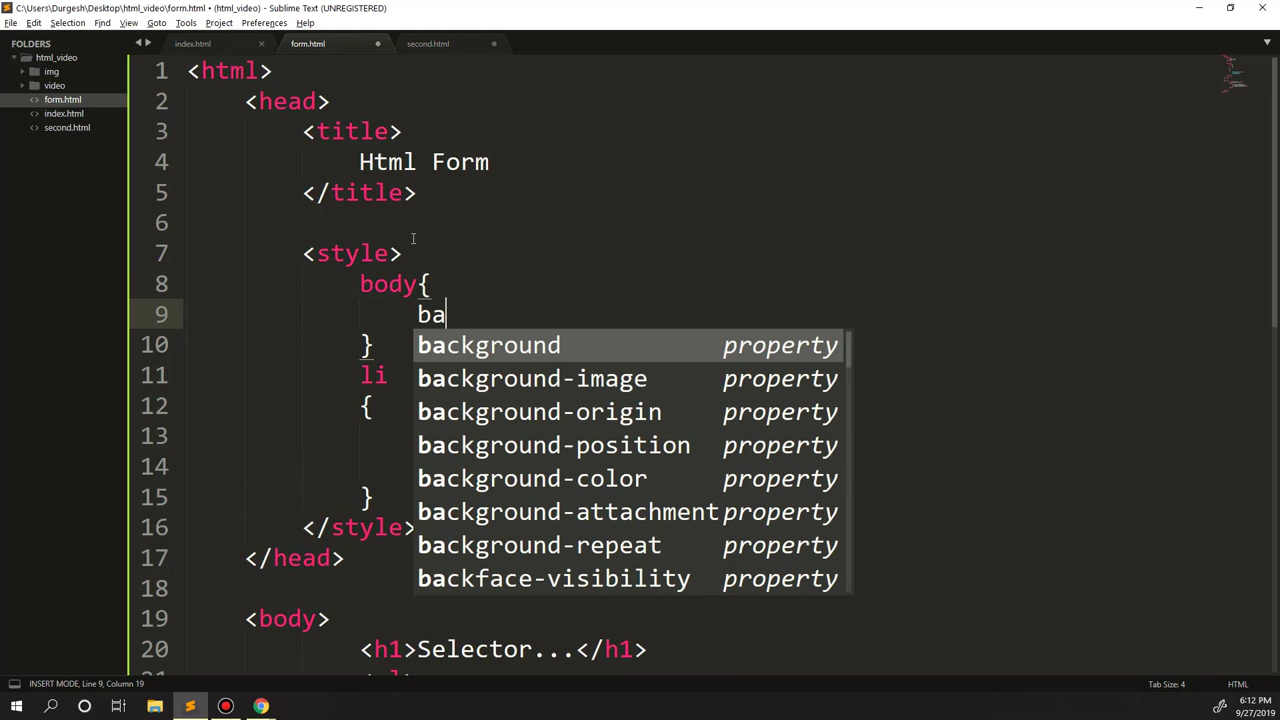 C:\Users\Durgesh\Desktop\html_video\form.html • (html_video) - Sublime Text (UNREGISTERED)
File Edit Selection Find View Goto Tools Project Preferences Help
FOLDERS
html_video
img
video
form.html
index.html
second.html
index.html form.html second.html
1 <html>
2 <head>
3 <title>
4 Html Form
5 </title>
6
7 <style>
8 body{
9 ba
10 }
11 li
12 {
13
14
15 }
16 </style>
17 </head>
18
19 <body>
20 <h1>Selector...</h1>
background property
background-image property
background-origin property
background-position property
background-color property
background-attachment property
background-repeat property
backface-visibility property
INSERT MODE, Line 9, Column 19
Tab Size: 4 HTML
6:12 PM
9/27/2019